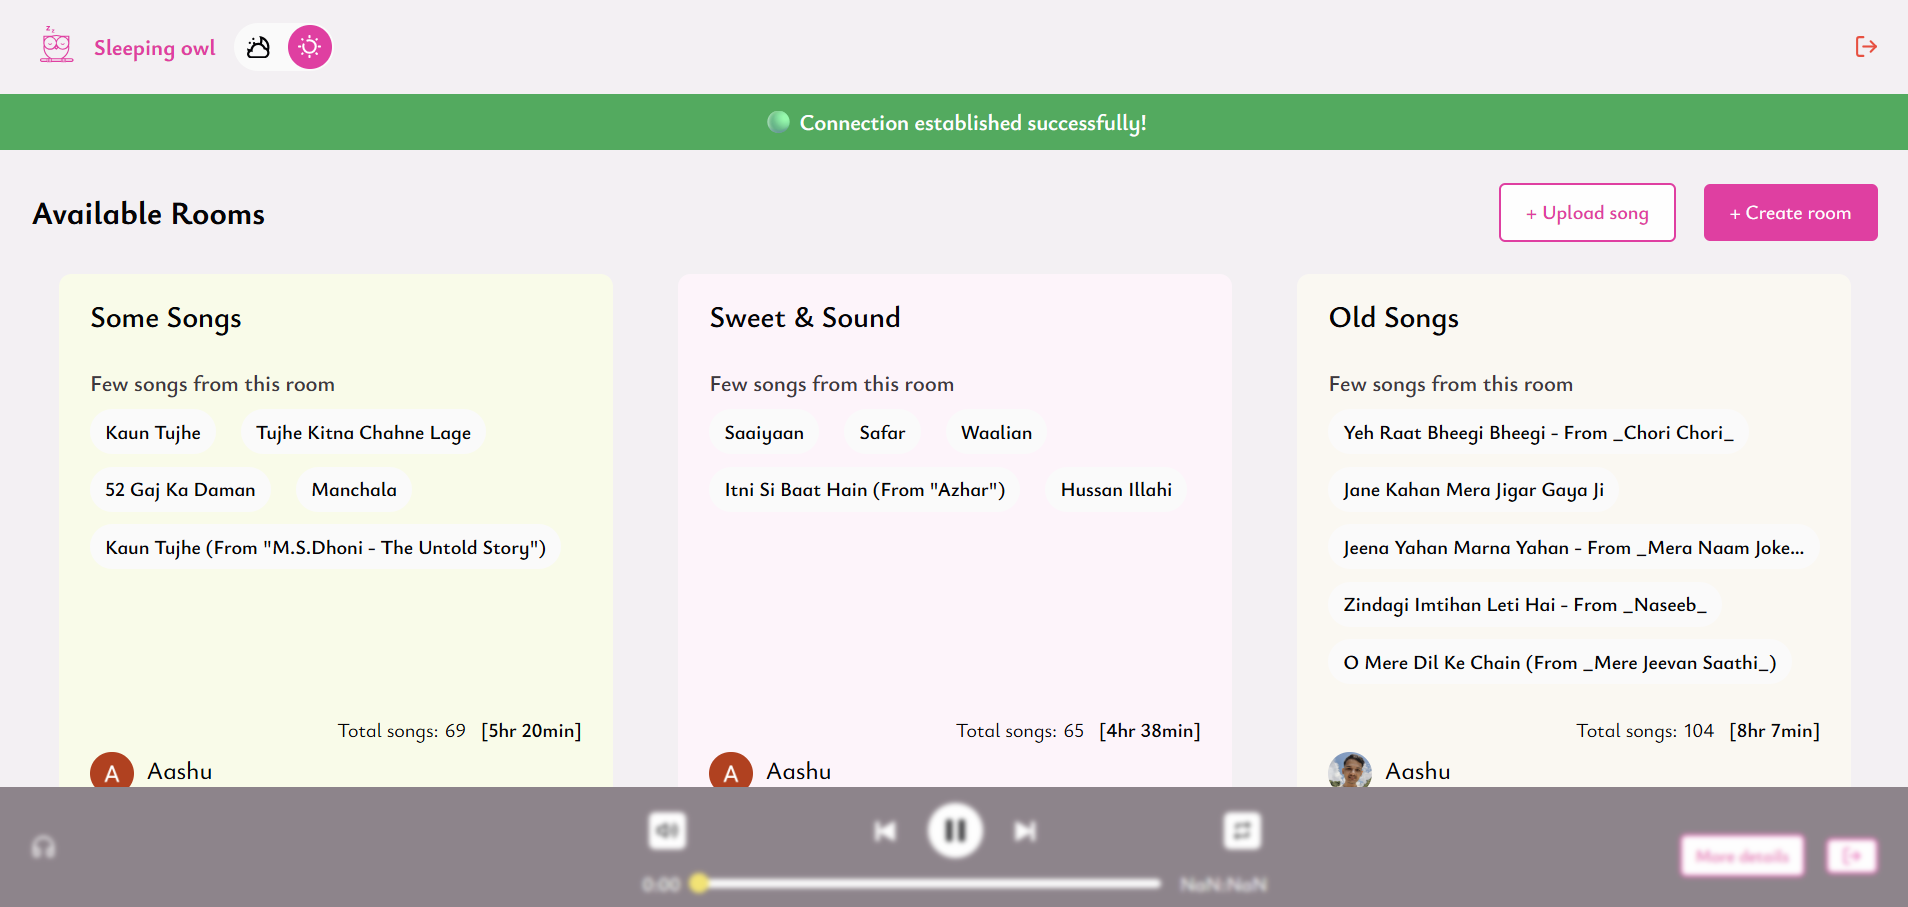 Sleeping owl
Connection established successfully!
Available Rooms
+ Upload song
+ Create room
Some Songs
Few songs from this room
Kaun Tujhe
Tujhe Kitna Chahne Lage
52 Gaj Ka Daman
Manchala
Kaun Tujhe (From "M.S.Dhoni - The Untold Story")
Total songs: 69 [5hr 20min]
A Aashu
Sweet & Sound
Few songs from this room
Saaiyaan
Safar
Waalian
Itni Si Baat Hain (From "Azhar")
Hussan Illahi
Total songs: 65 [4hr 38min]
A Aashu
Old Songs
Few songs from this room
Yeh Raat Bheegi Bheegi - From _Chori Chori_
Jane Kahan Mera Jigar Gaya Ji
Jeena Yahan Marna Yahan - From _Mera Naam Joke...
Zindagi Imtihan Leti Hai - From _Naseeb_
O Mere Dil Ke Chain (From _Mere Jeevan Saathi_)
Total songs: 104 [8hr 7min]
Aashu
0:00
NaN:NaN
More details